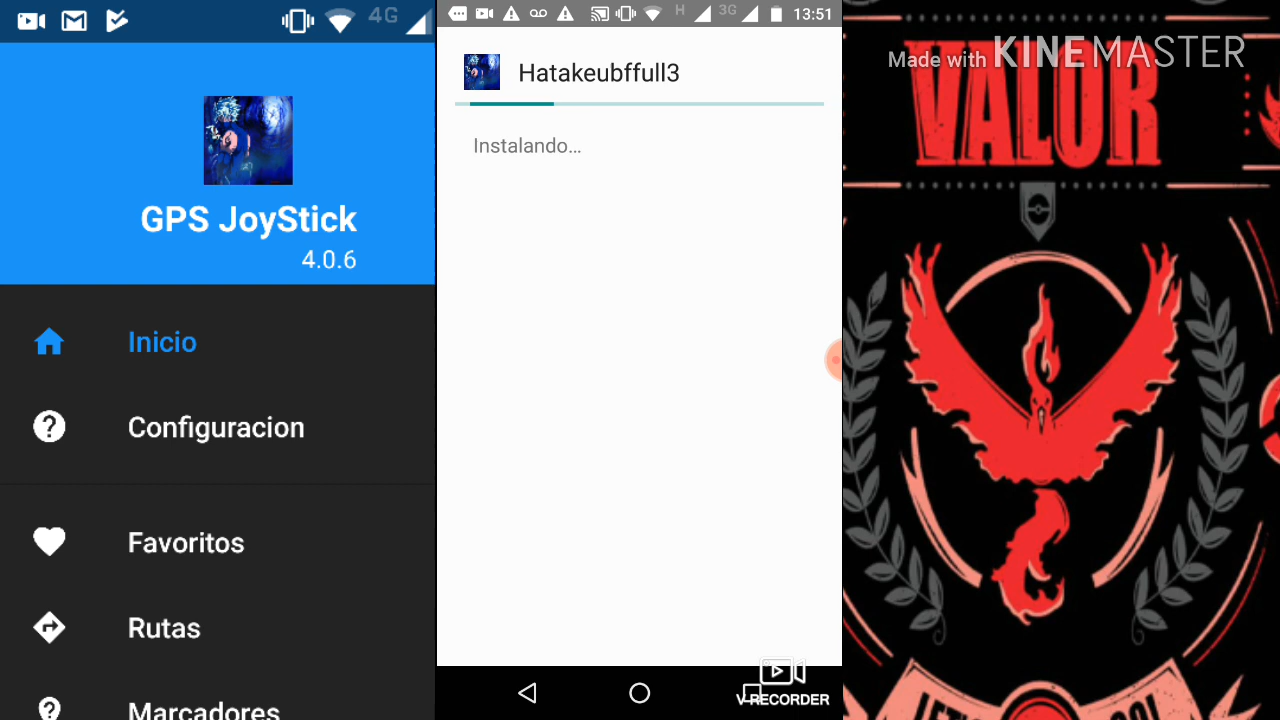 4G
GPS JoyStick
4.0.6
Inicio
Configuracion
Favoritos
Rutas
Marcadores
H
3G
13:51
Hatakeubffull3
Instalando...
V RECORDER
Made with KINEMASTER
VALOR